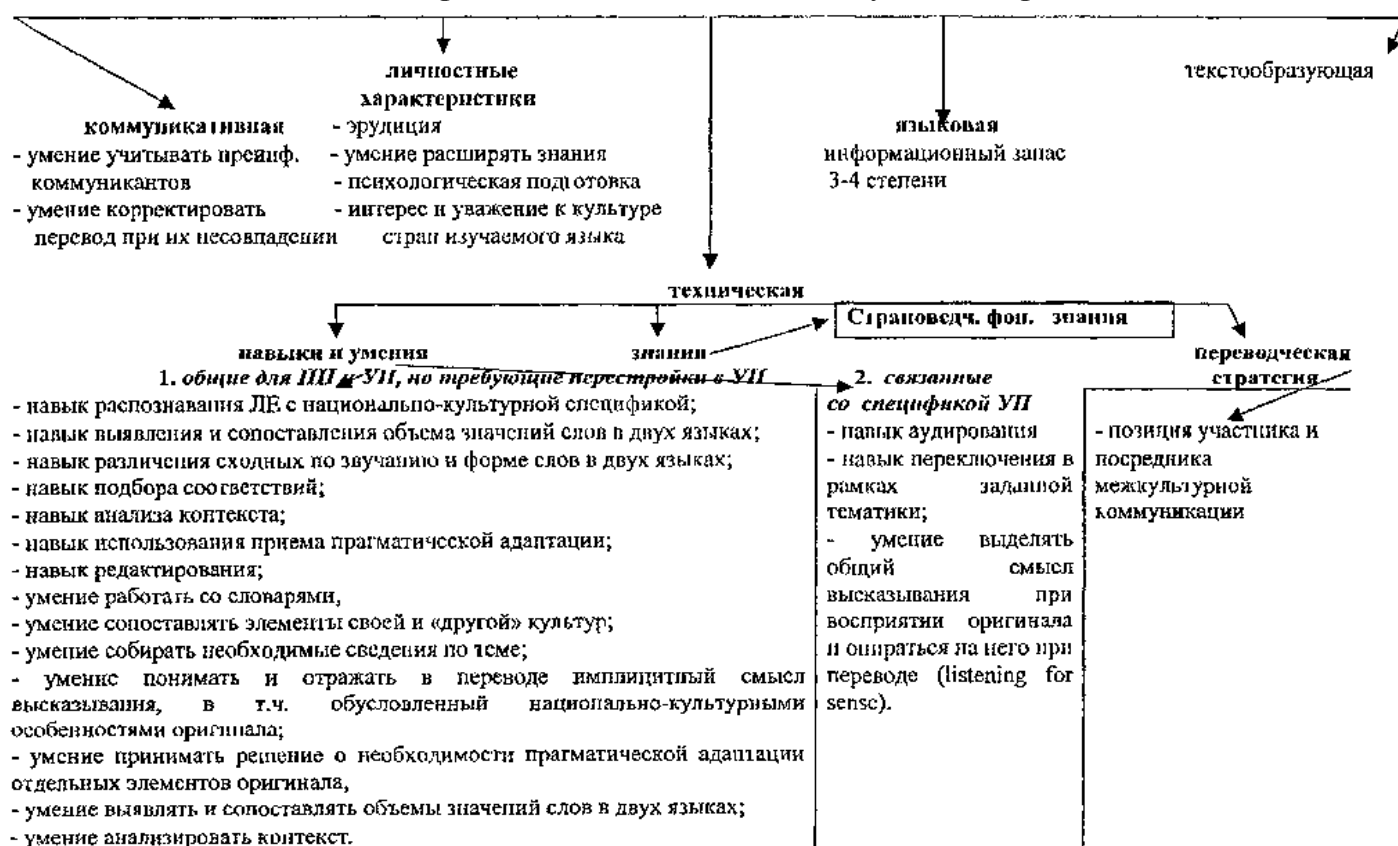 личностные
характеристики
- эрудиция
- умение расширять знания
- психологическая подготовка
- интерес и уважение к культуре
стран изучаемого языка
текстообразующая
коммуникативная
- умение учитывать преинф.
коммуникантов
- умение корректировать
перевод при их несовпадении
языковая
информационный запас
3-4 степени
техническая
навыки и умения
знания
Страноведч. фон. знания
переводческая
стратегия
1. общие для ПП и УП, но требующие перестройки в УП
- навык распознавания ЛЕ с национально-культурной спецификой;
- навык выявления и сопоставления объема значений слов в двух языках;
- навык различения сходных по звучанию и форме слов в двух языках;
- навык подбора соответствий;
- навык анализа контекста;
- навык использования приема прагматической адаптации;
- навык редактирования;
- умение работать со словарями,
- умение сопоставлять элементы своей и «другой» культур;
- умение собирать необходимые сведения по теме;
- умение понимать и отражать в переводе имплицитный смысл
высказывания, в т.ч. обусловленный национально-культурными
особенностями оригинала;
- умение принимать решение о необходимости прагматической адаптации
отдельных элементов оригинала,
- умение выявлять и сопоставлять объемы значений слов в двух языках;
- умение анализировать контекст.
2. связанные
со спецификой УП
- навык аудирования
- навык переключения в
рамках заданной
тематики;
- умение выделять
общий смысл
высказывания при
восприятии оригинала
и опираться на него при
переводе (listening for
sense).
- позиция участника и
посредника
межкультурной
коммуникации